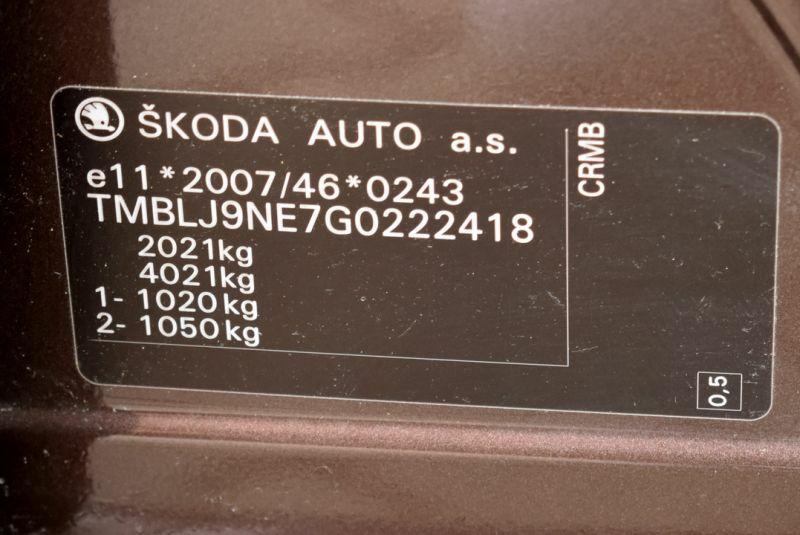 ŠKODA AUTO a.s.
e11*2007/46*0243
TMBLJ9NE7G0222418
2021kg
4021kg
1- 1020kg
2- 1050kg
CRMB
0,5